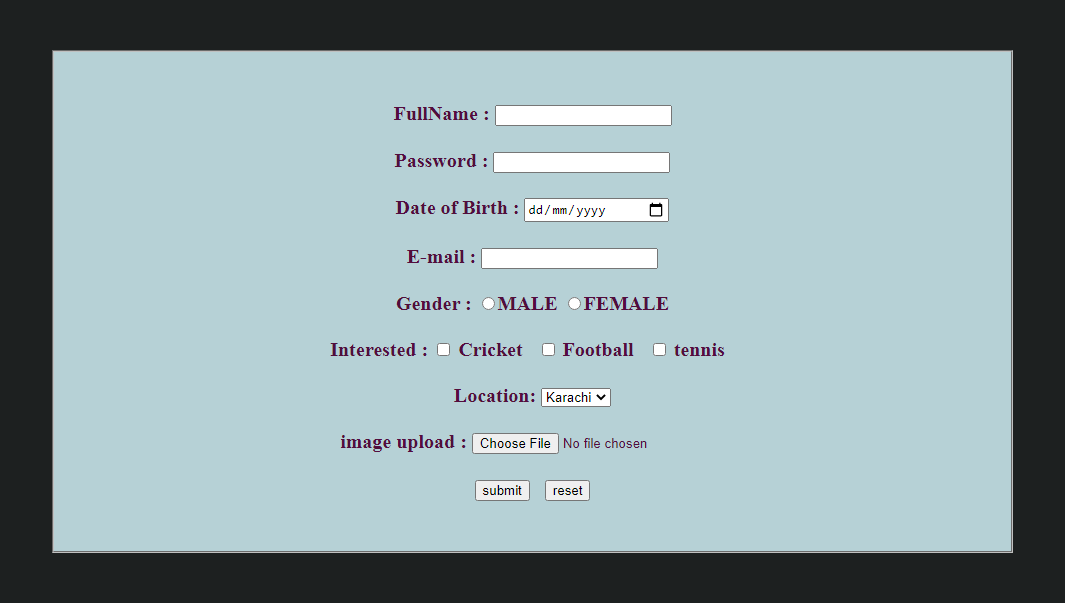 FullName :
Password :
Date of Birth : dd/mm/yyyy
E-mail :
Gender : MALE FEMALE
Interested : Cricket Football tennis
Location: Karachi
image upload : Choose File No file chosen
submit reset